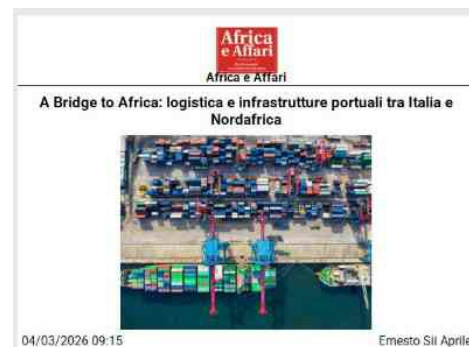 Africa
e Affari
Africa e Affari
A Bridge to Africa: logistica e infrastrutture portuali tra Italia e
Nordafrica
04/03/2026 09:15
Ernesto Sii Aprile